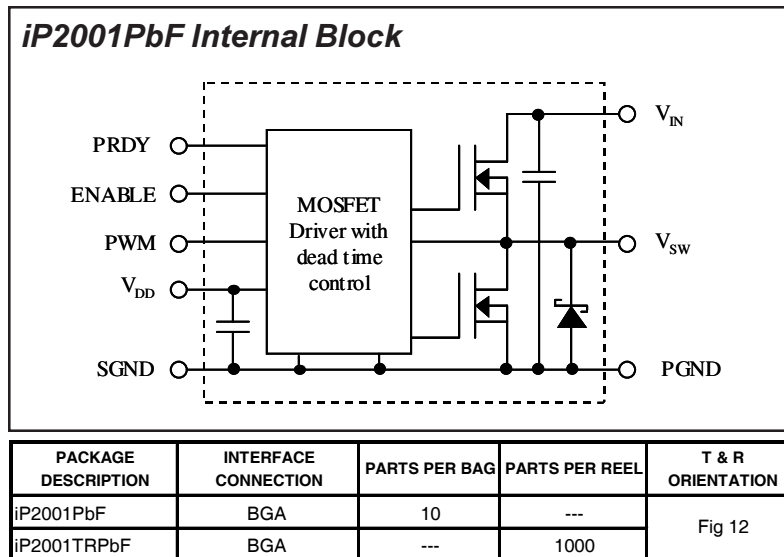 iP2001PbF Internal Block
PRDY
ENABLE
PWM
VDD
SGND
MOSFET
Driver with
dead time
control
VIN
VSW
PGND
PACKAGE DESCRIPTION INTERFACE CONNECTION PARTS PER BAG PARTS PER REEL T & R ORIENTATION
iP2001PbF BGA 10 --- Fig 12
iP2001TRPbF BGA --- 1000